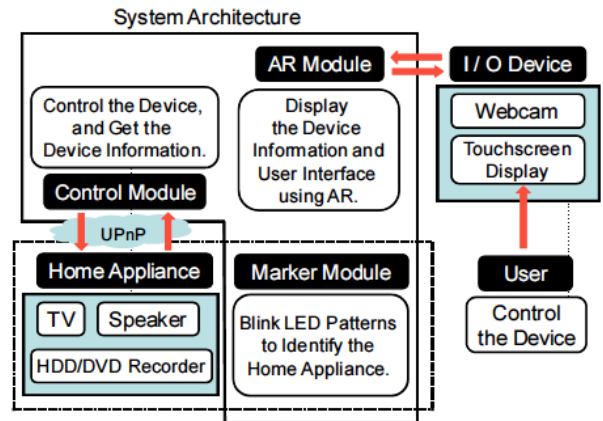 System Architecture
AR Module
I / O Device
Control the Device,
and Get the
Device Information.
Display
the Device
Information and
User Interface
using AR.
Webcam
Touchscreen
Display
Control Module
UPnP
Home Appliance
Marker Module
User
TV
Speaker
HDD/DVD Recorder
Blink LED Patterns
to Identify the
Home Appliance.
Control
the Device